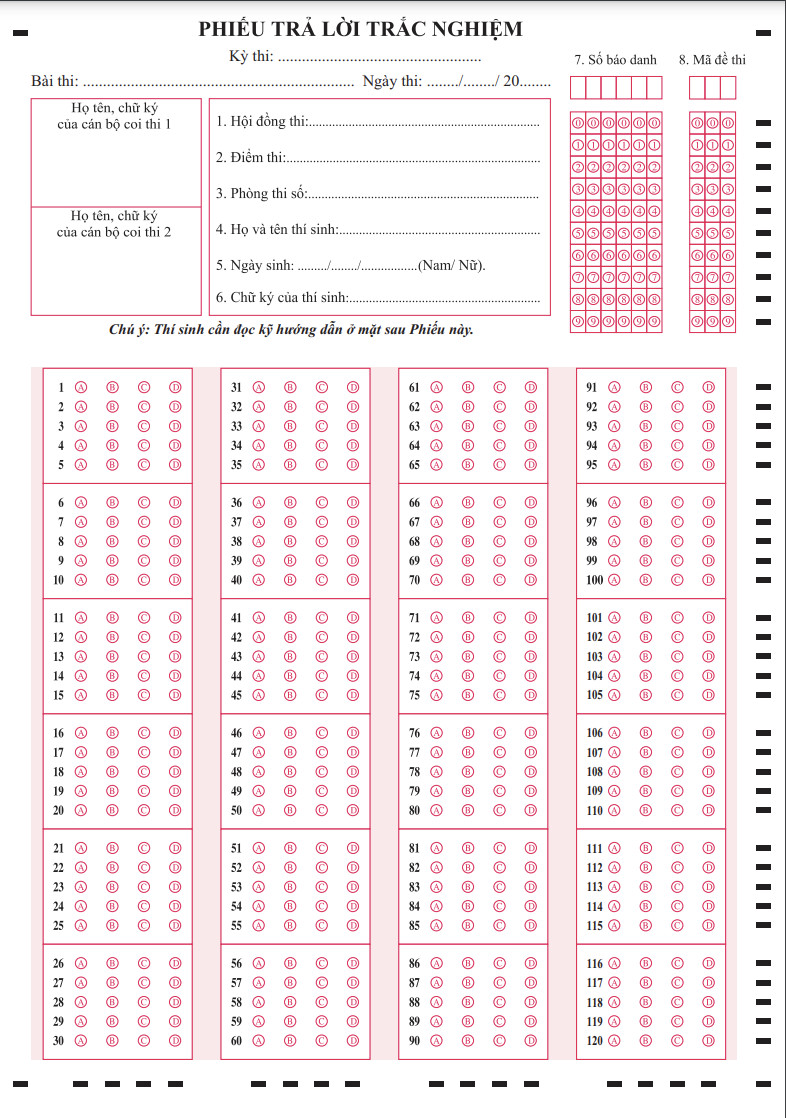 PHIẾU TRẢ LỜI TRẮC NGHIỆM
Kỳ thi: ...................................................
Bài thi: .................................................................... Ngày thi: ......../......../ 20........
7. Số báo danh
8. Mã đề thi
Họ tên, chữ ký
của cán bộ coi thi 1
Họ tên, chữ ký
của cán bộ coi thi 2
1. Hội đồng thi:..........................................................
2. Điểm thi:................................................................
3. Phòng thi số:..........................................................
4. Họ và tên thí sinh:..................................................
5. Ngày sinh: ......../......../...............(Nam/ Nữ).
6. Chữ ký của thí sinh:................................................
0 0 0 0 0 0 0 0 0
1 1 1 1 1 1 1 1 1
2 2 2 2 2 2 2 2 2
3 3 3 3 3 3 3 3 3
4 4 4 4 4 4 4 4 4
5 5 5 5 5 5 5 5 5
6 6 6 6 6 6 6 6 6
7 7 7 7 7 7 7 7 7
8 8 8 8 8 8 8 8 8
9 9 9 9 9 9 9 9 9
Chú ý: Thí sinh cần đọc kỹ hướng dẫn ở mặt sau Phiếu này.
1 A B C D 31 A B C D 61 A B C D 91 A B C D
2 A B C D 32 A B C D 62 A B C D 92 A B C D
3 A B C D 33 A B C D 63 A B C D 93 A B C D
4 A B C D 34 A B C D 64 A B C D 94 A B C D
5 A B C D 35 A B C D 65 A B C D 95 A B C D
6 A B C D 36 A B C D 66 A B C D 96 A B C D
7 A B C D 37 A B C D 67 A B C D 97 A B C D
8 A B C D 38 A B C D 68 A B C D 98 A B C D
9 A B C D 39 A B C D 69 A B C D 99 A B C D
10 A B C D 40 A B C D 70 A B C D 100 A B C D
11 A B C D 41 A B C D 71 A B C D 101 A B C D
12 A B C D 42 A B C D 72 A B C D 102 A B C D
13 A B C D 43 A B C D 73 A B C D 103 A B C D
14 A B C D 44 A B C D 74 A B C D 104 A B C D
15 A B C D 45 A B C D 75 A B C D 105 A B C D
16 A B C D 46 A B C D 76 A B C D 106 A B C D
17 A B C D 47 A B C D 77 A B C D 107 A B C D
18 A B C D 48 A B C D 78 A B C D 108 A B C D
19 A B C D 49 A B C D 79 A B C D 109 A B C D
20 A B C D 50 A B C D 80 A B C D 110 A B C D
21 A B C D 51 A B C D 81 A B C D 111 A B C D
22 A B C D 52 A B C D 82 A B C D 112 A B C D
23 A B C D 53 A B C D 83 A B C D 113 A B C D
24 A B C D 54 A B C D 84 A B C D 114 A B C D
25 A B C D 55 A B C D 85 A B C D 115 A B C D
26 A B C D 56 A B C D 86 A B C D 116 A B C D
27 A B C D 57 A B C D 87 A B C D 117 A B C D
28 A B C D 58 A B C D 88 A B C D 118 A B C D
29 A B C D 59 A B C D 89 A B C D 119 A B C D
30 A B C D 60 A B C D 90 A B C D 120 A B C D